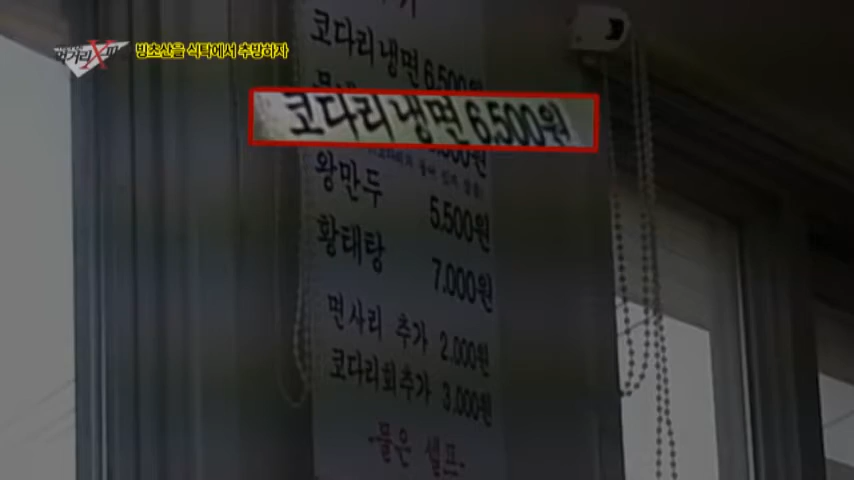 먹거리 X파일
빙초산을 식탁에서 추방하자
코다리냉면 6,500원
코다리냉면 6,500원
왕만두 5,500원
황태탕 7,000원
면사리 추가 2,000원
코다리회추가 3,000원
-물은 셀프-